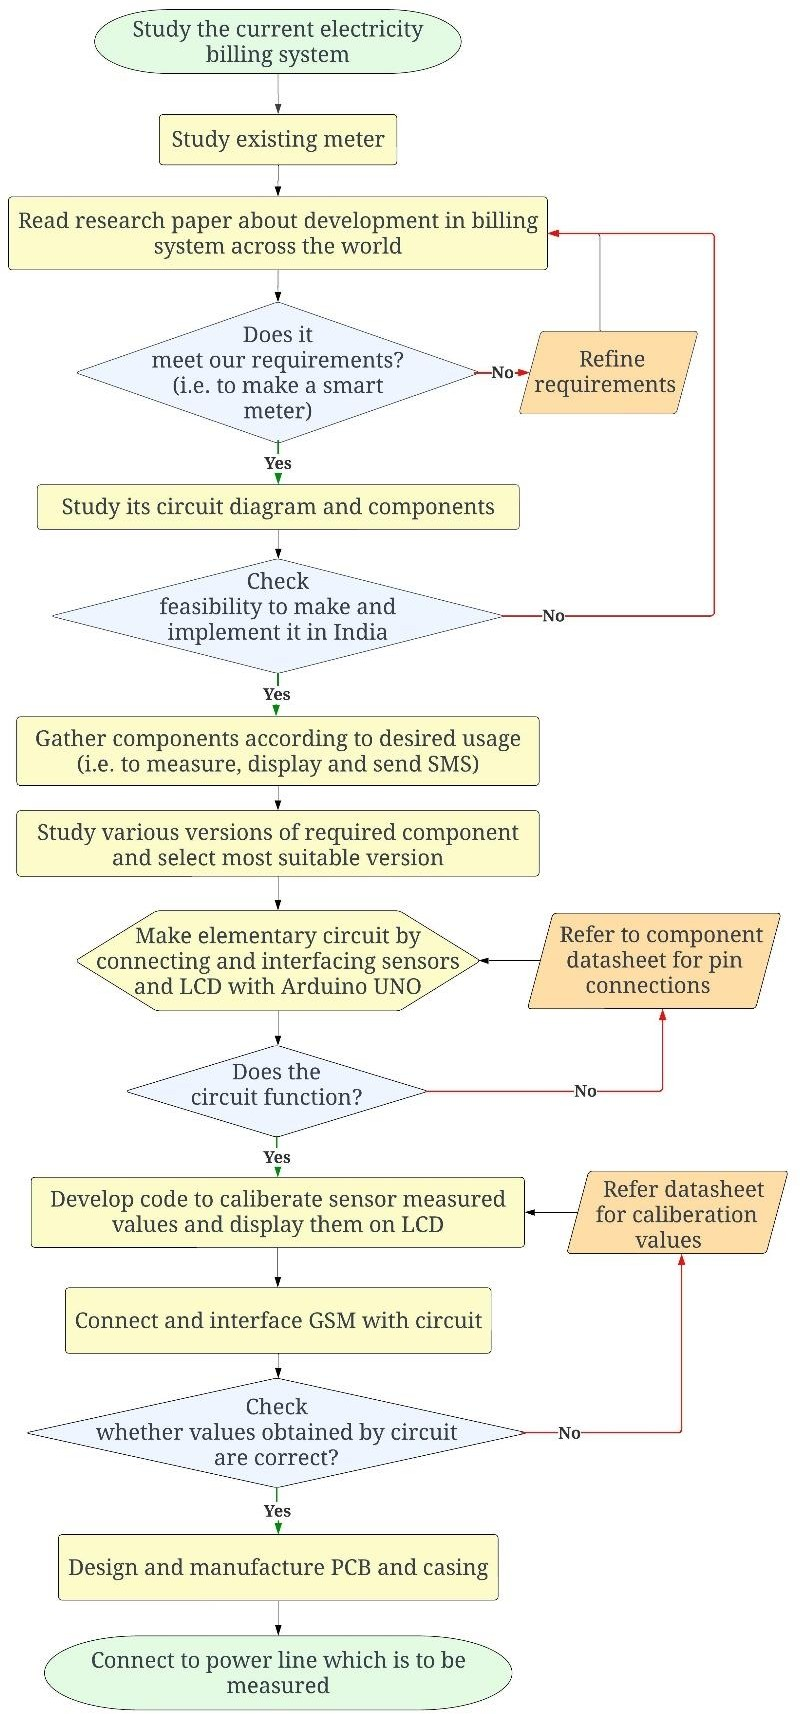 Study the current electricity
billing system
Study existing meter
Read research paper about development in billing
system across the world
Does it
meet our requirements?
(i.e. to make a smart
meter)
No
Refine
requirements
Yes
Study its circuit diagram and components
Check
feasibility to make and
implement it in India
No
Yes
Gather components according to desired usage
(i.e. to measure, display and send SMS)
Study various versions of required component
and select most suitable version
Make elementary circuit by
connecting and interfacing sensors
and LCD with Arduino UNO
Refer to component
datasheet for pin
connections
Does the
circuit function?
No
Yes
Develop code to caliberate sensor measured
values and display them on LCD
Refer datasheet
for caliberation
values
Connect and interface GSM with circuit
Check
whether values obtained by circuit
are correct?
No
Yes
Design and manufacture PCB and casing
Connect to power line which is to be
measured